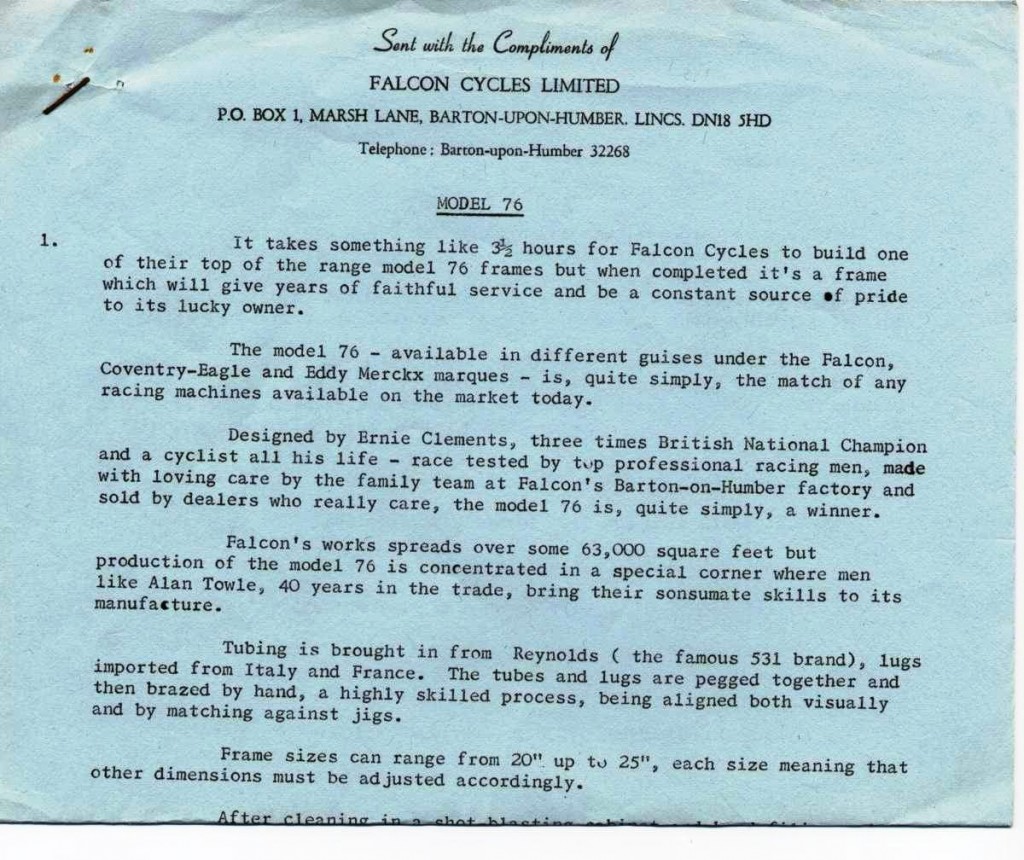 Sent with the Compliments of
FALCON CYCLES LIMITED
P.O. BOX 1, MARSH LANE, BARTON-UPON-HUMBER. LINCS. DN18 5HD
Telephone: Barton-upon-Humber 32268
MODEL 76
1.
It takes something like 3½ hours for Falcon Cycles to build one
of their top of the range model 76 frames but when completed it's a frame
which will give years of faithful service and be a constant source of pride
to its lucky owner.
The model 76 - available in different guises under the Falcon,
Coventry-Eagle and Eddy Merckx marques - is, quite simply, the match of any
racing machines available on the market today.
Designed by Ernie Clements, three times British National Champion
and a cyclist all his life - race tested by top professional racing men, made
with loving care by the family team at Falcon's Barton-on-Humber factory and
sold by dealers who really care, the model 76 is, quite simply, a winner.
Falcon's works spreads over some 63,000 square feet but
production of the model 76 is concentrated in a special corner where men
like Alan Towle, 40 years in the trade, bring their sonsumate skills to its
manufacture.
Tubing is brought in from Reynolds ( the famous 531 brand), lugs
imported from Italy and France. The tubes and lugs are pegged together and
then brazed by hand, a highly skilled process, being aligned both visually
and by matching against jigs.
Frame sizes can range from 20" up to 25", each size meaning that
other dimensions must be adjusted accordingly.
After cleaning in a shot blasting